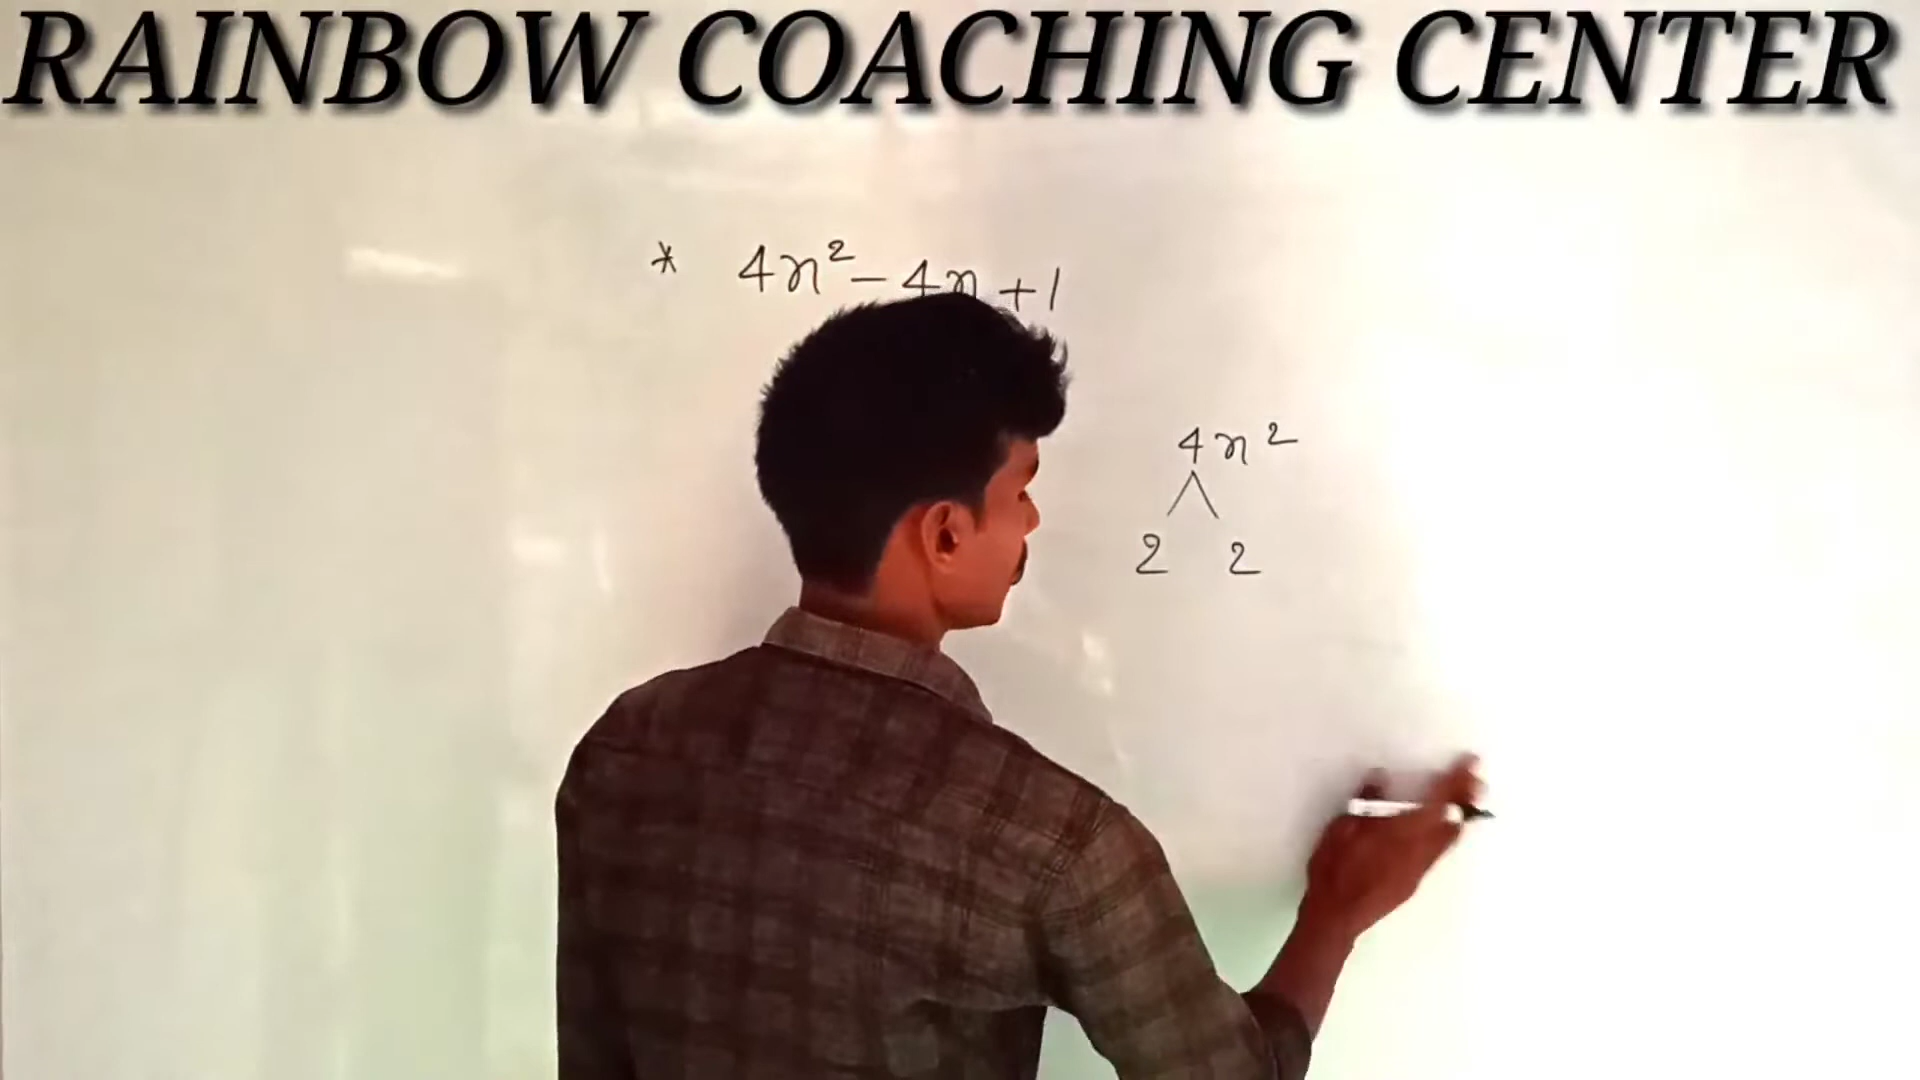 RAINBOW COACHING CENTER
* 4x² - 4x + 1
4x²
2 2